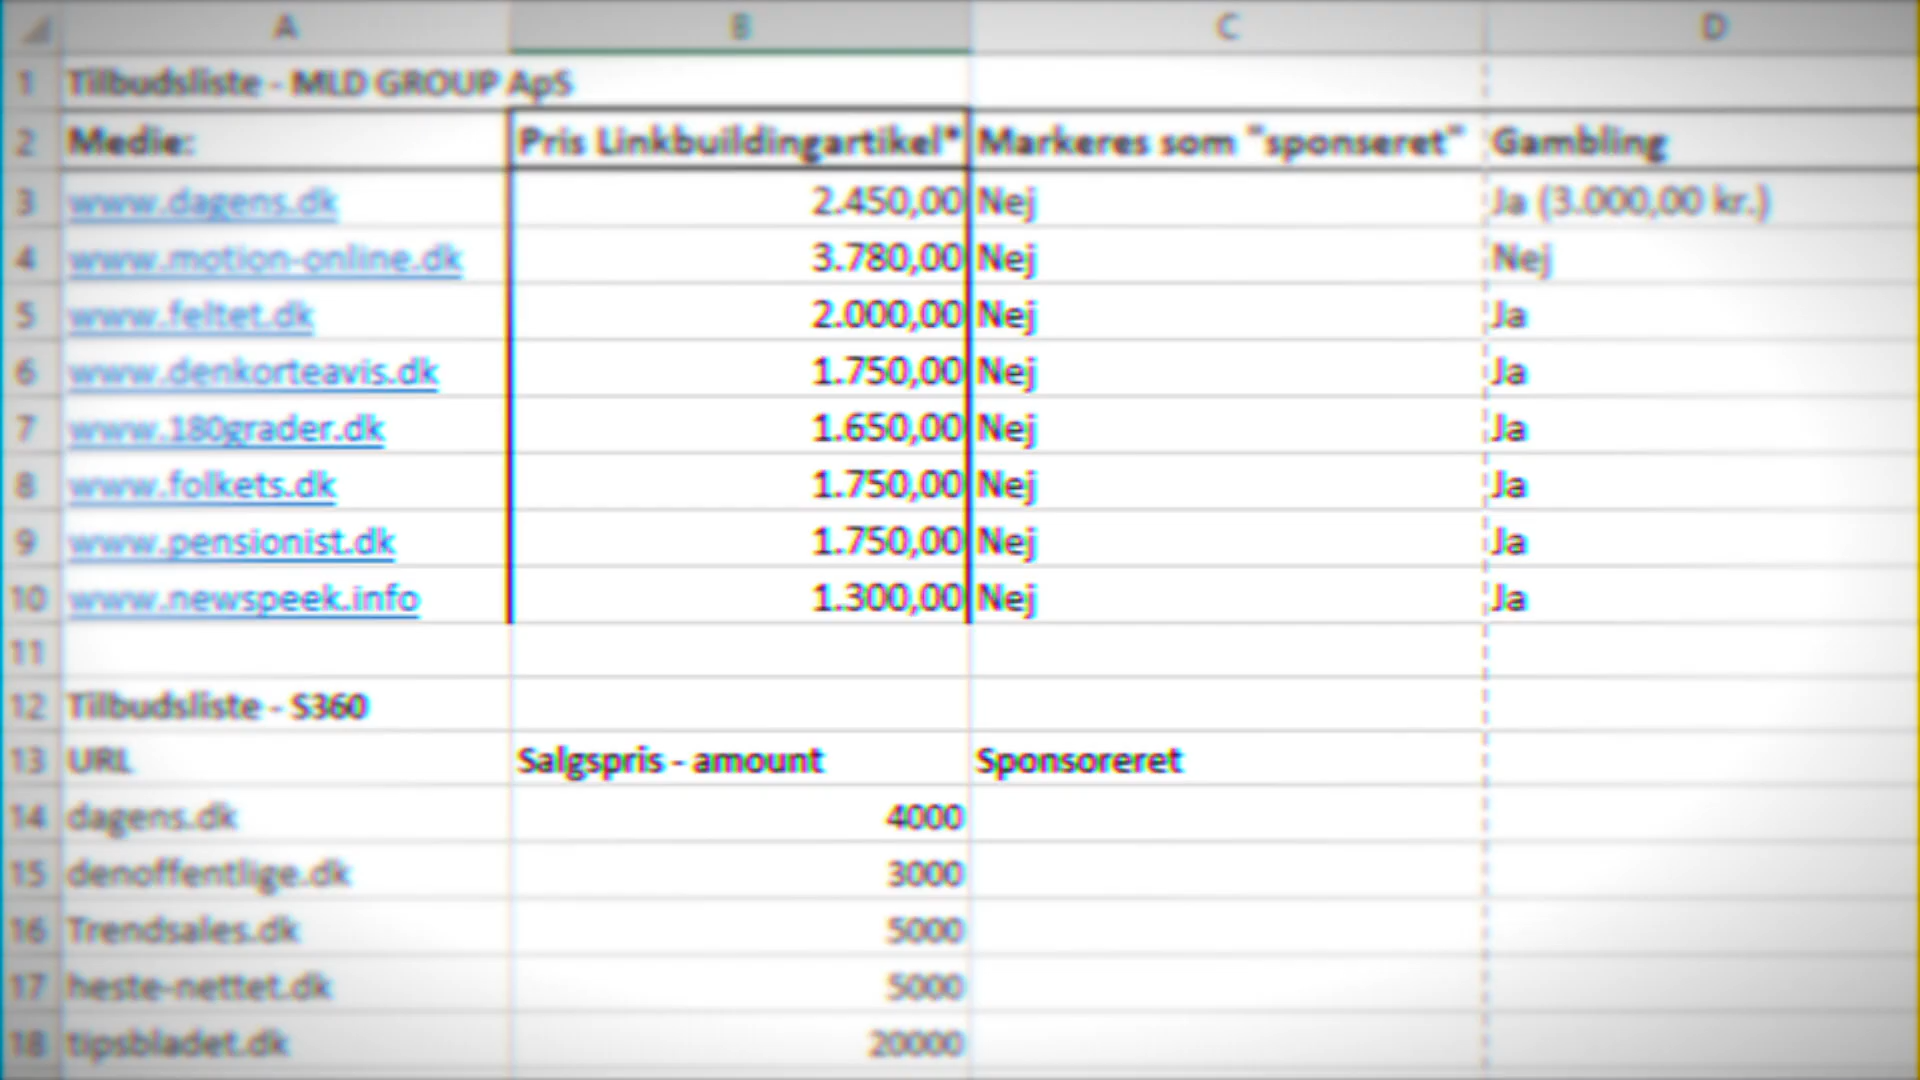 A B C D
1 Tilbudsliste - MLD GROUP ApS
2 Medie: Pris Linkbuildingartikel* Markeres som "sponseret" Gambling
3 www.dagens.dk 2.450,00 Nej Ja (3.000,00 kr.)
4 www.motion-online.dk 3.780,00 Nej Nej
5 www.feltet.dk 2.000,00 Nej Ja
6 www.denkorteavis.dk 1.750,00 Nej Ja
7 www.180grader.dk 1.650,00 Nej Ja
8 www.folkets.dk 1.750,00 Nej Ja
9 www.pensionist.dk 1.750,00 Nej Ja
10 www.newspeek.info 1.300,00 Nej Ja
11
12 Tilbudsliste - S360
13 URL Salgspris - amount Sponsoreret
14 dagens.dk 4000
15 denoffentlige.dk 3000
16 Trendsales.dk 5000
17 heste-nettet.dk 5000
18 tipsbladet.dk 20000